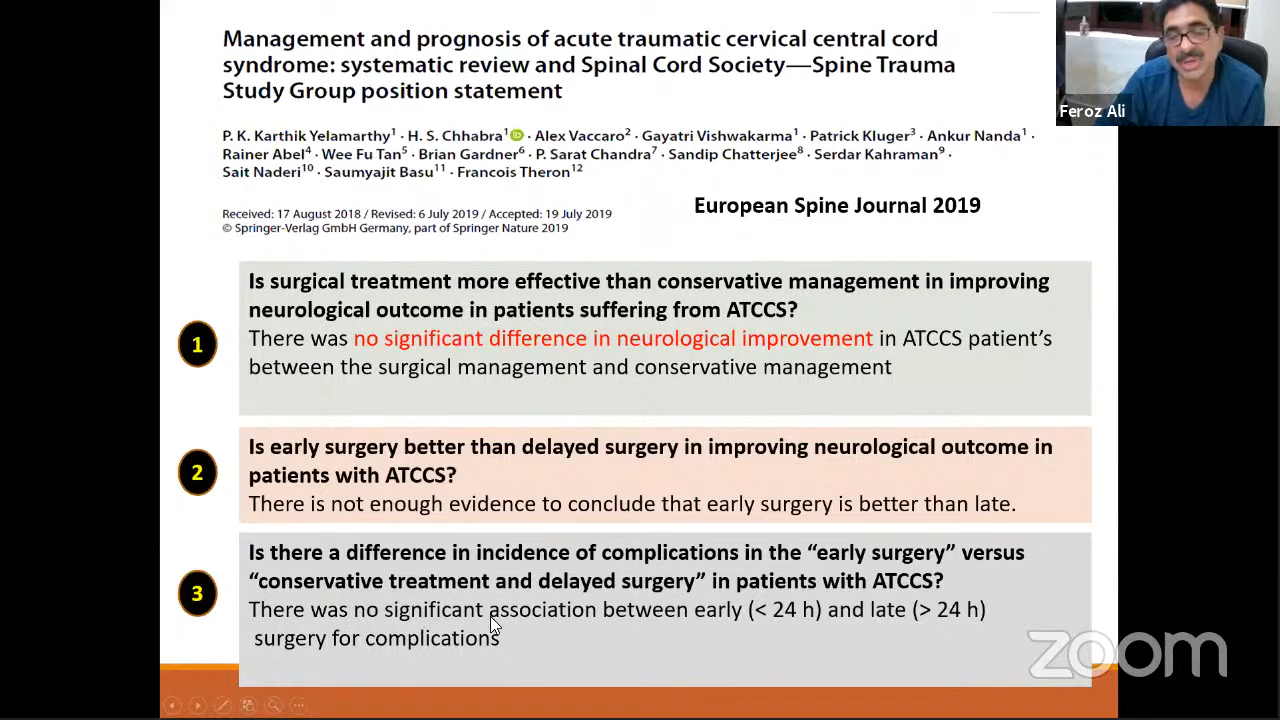 Management and prognosis of acute traumatic cervical central cord
syndrome: systematic review and Spinal Cord Society—Spine Trauma
Study Group position statement
P. K. Karthik Yelamarthy1 · H. S. Chhabra1 · Alex Vaccaro2 · Gayatri Vishwakarma1 · Patrick Kluger3 · Ankur Nanda1 ·
Rainer Abel4 · Wee Fu Tan5 · Brian Gardner6 · P. Sarat Chandra7 · Sandip Chatterjee8 · Serdar Kahraman9 ·
Sait Naderi10 · Saumyajit Basu11 · Francois Theron12
Received: 17 August 2018 / Revised: 6 July 2019 / Accepted: 19 July 2019
© Springer-Verlag GmbH Germany, part of Springer Nature 2019
European Spine Journal 2019
Feroz Ali
1
Is surgical treatment more effective than conservative management in improving
neurological outcome in patients suffering from ATCCS?
There was no significant difference in neurological improvement in ATCCS patient's
between the surgical management and conservative management
2
Is early surgery better than delayed surgery in improving neurological outcome in
patients with ATCCS?
There is not enough evidence to conclude that early surgery is better than late.
3
Is there a difference in incidence of complications in the “early surgery” versus
“conservative treatment and delayed surgery” in patients with ATCCS?
There was no significant association between early (< 24 h) and late (> 24 h)
surgery for complications
zoom